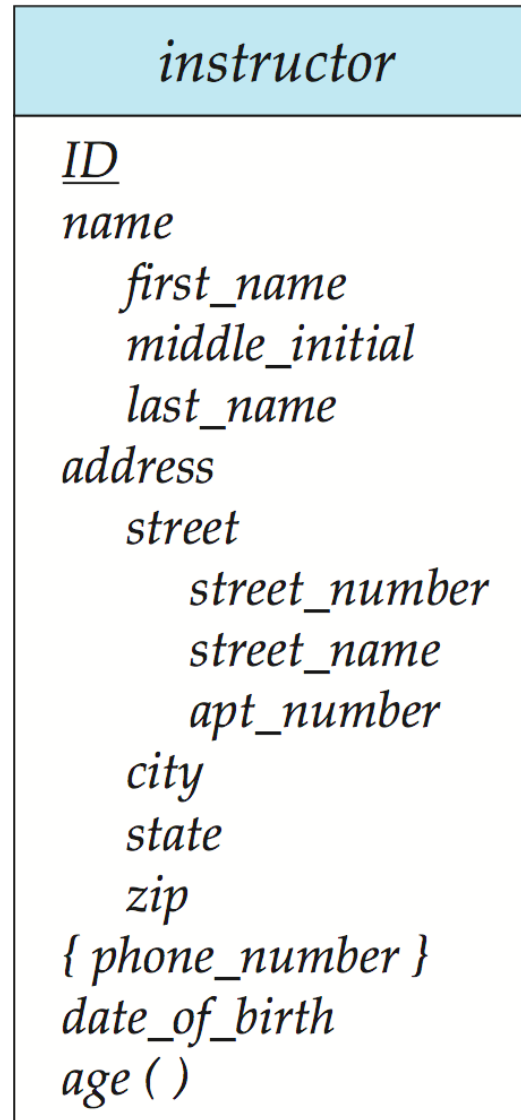 instructor
ID
name
first_name
middle_initial
last_name
address
street
street_number
street_name
apt_number
city
state
zip
{ phone_number }
date_of_birth
age ( )